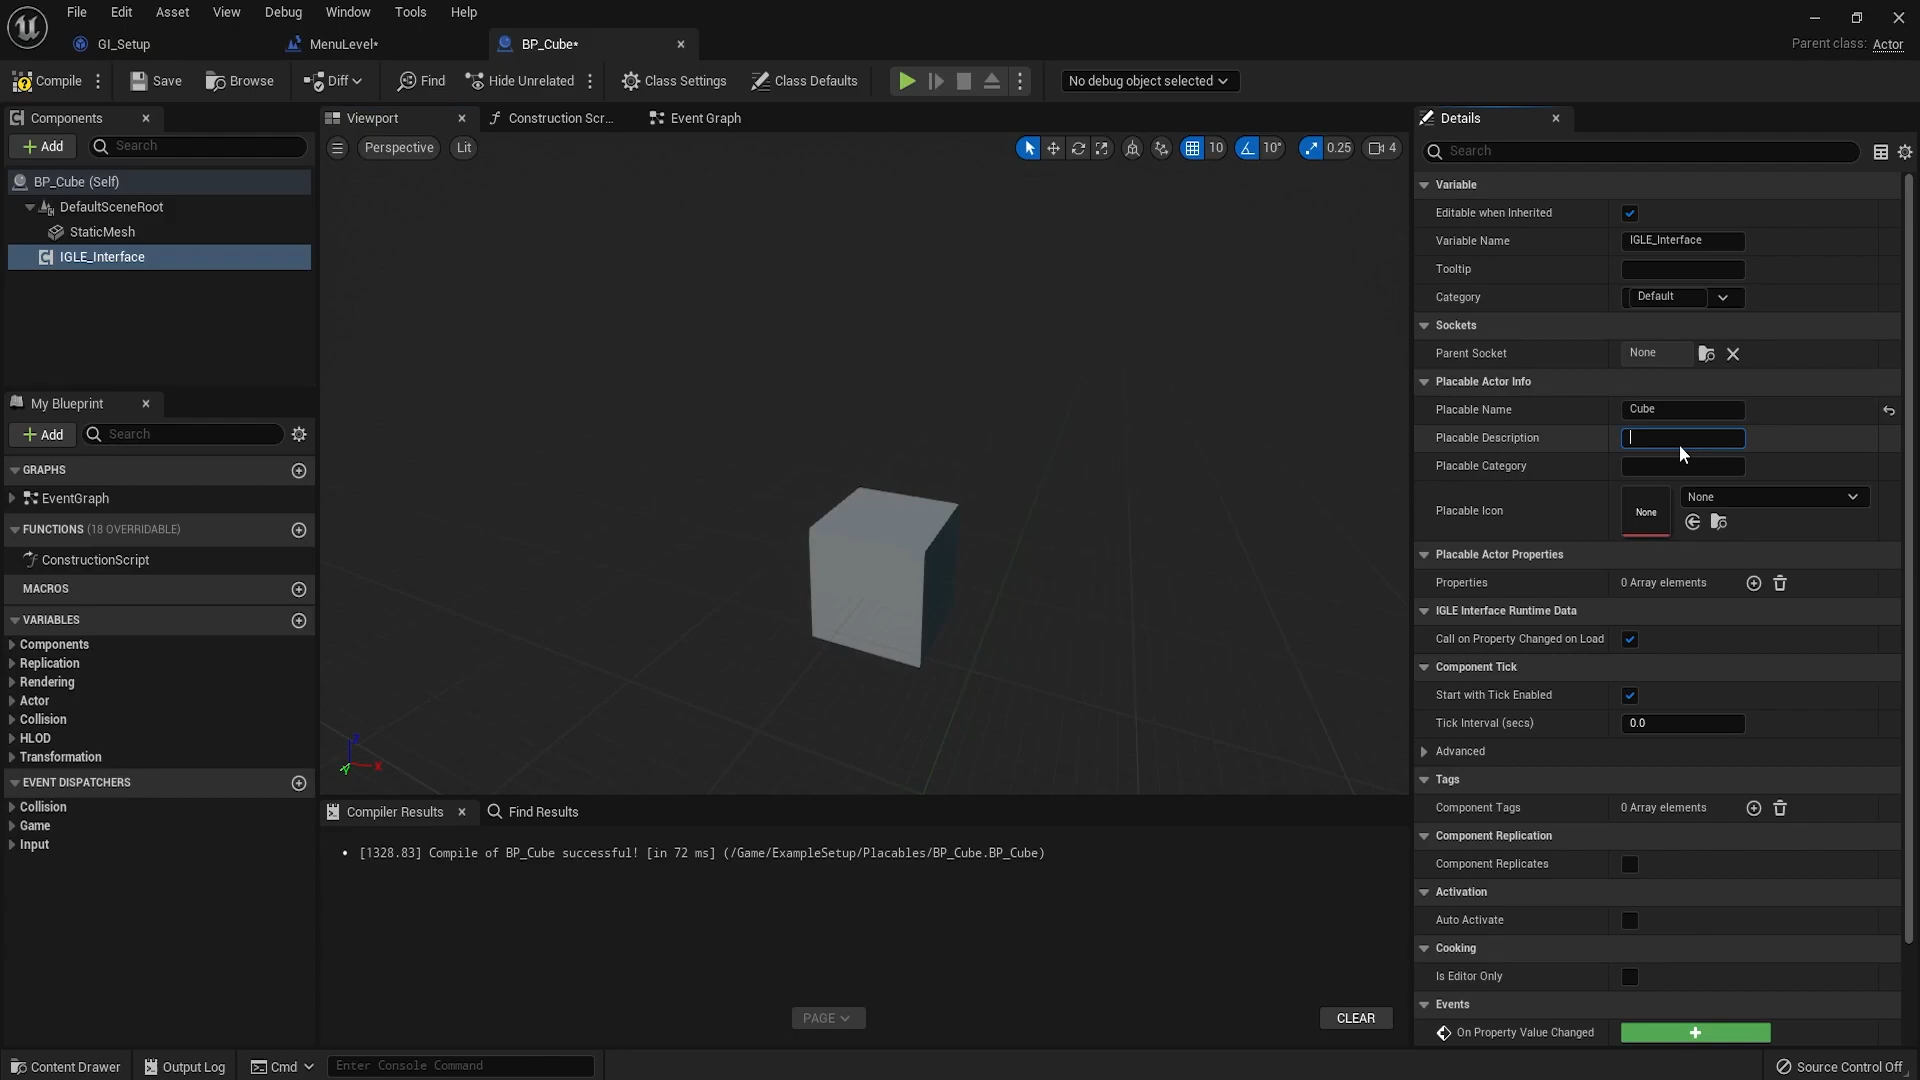 File Edit Asset View Debug Window Tools Help
GI_Setup MenuLevel* BP_Cube* Parent class: Actor
Compile Save Browse Diff Find Hide Unrelated Class Settings Class Defaults No debug object selected
Components Viewport Construction Scr... Event Graph Details
Add Search Perspective Lit 10 10° 0.25 4 Search
BP_Cube (Self)
DefaultSceneRoot
StaticMesh
IGLE_Interface
My Blueprint
Add Search
GRAPHS
EventGraph
FUNCTIONS (18 OVERRIDABLE)
ConstructionScript
MACROS
VARIABLES
Components
Replication
Rendering
Actor
Collision
HLOD
Transformation
EVENT DISPATCHERS
Collision
Game
Input
Z
X
Y
Compiler Results Find Results
• [1328.83] Compile of BP_Cube successful! [in 72 ms] (/Game/ExampleSetup/Placables/BP_Cube.BP_Cube)
PAGE CLEAR
Variable
Editable when Inherited
Variable Name IGLE_Interface
Tooltip
Category Default
Sockets
Parent Socket None
Placable Actor Info
Placable Name Cube
Placable Description
Placable Category
Placable Icon None None
Placable Actor Properties
Properties 0 Array elements
IGLE Interface Runtime Data
Call on Property Changed on Load
Component Tick
Start with Tick Enabled
Tick Interval (secs) 0.0
Advanced
Tags
Component Tags 0 Array elements
Component Replication
Component Replicates
Activation
Auto Activate
Cooking
Is Editor Only
Events
On Property Value Changed
Content Drawer Output Log Cmd Enter Console Command Source Control Off